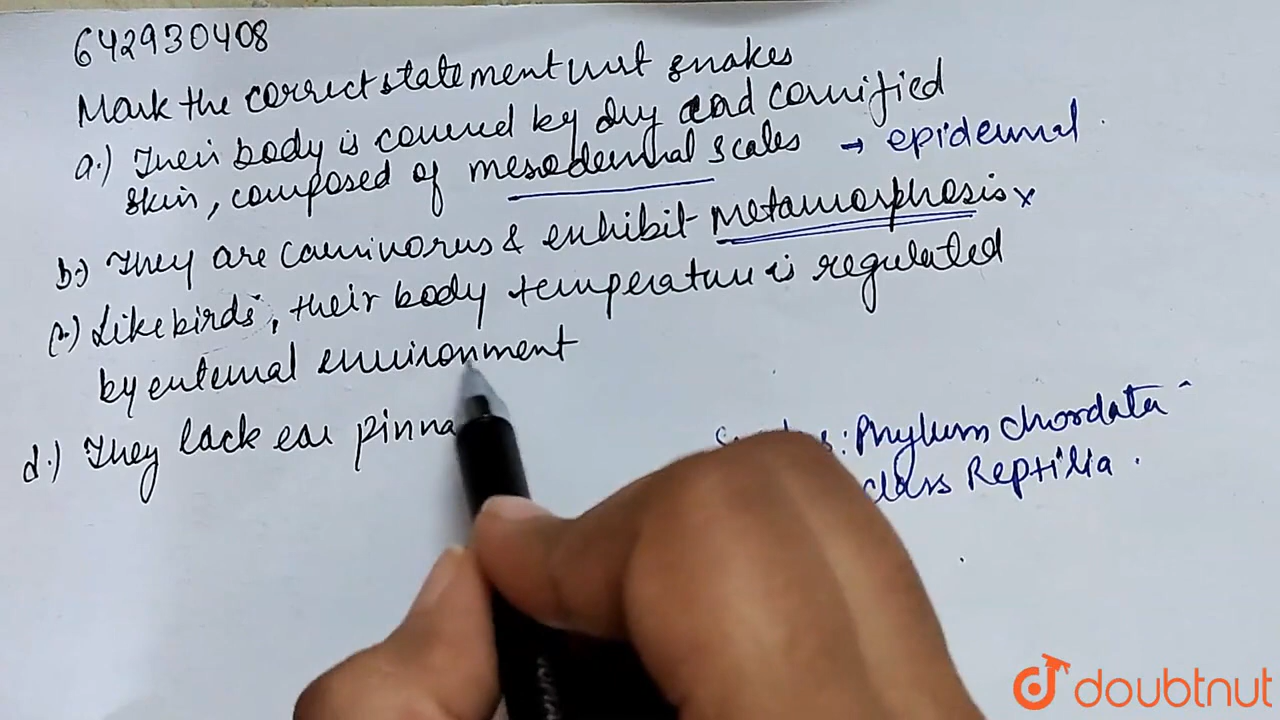 642930408
Mark the correct statement wrt snakes
a.) Their body is covered by dry and cornified
skin, composed of mesodermal scales → epidermal.
b.) They are carnivorus & exhibit metamorphosis x
c.) Like birds, their body temperature is regulated
by external environment
d.) They lack ear pinna
: Phylum chordata
class Reptilia.
doubtnut